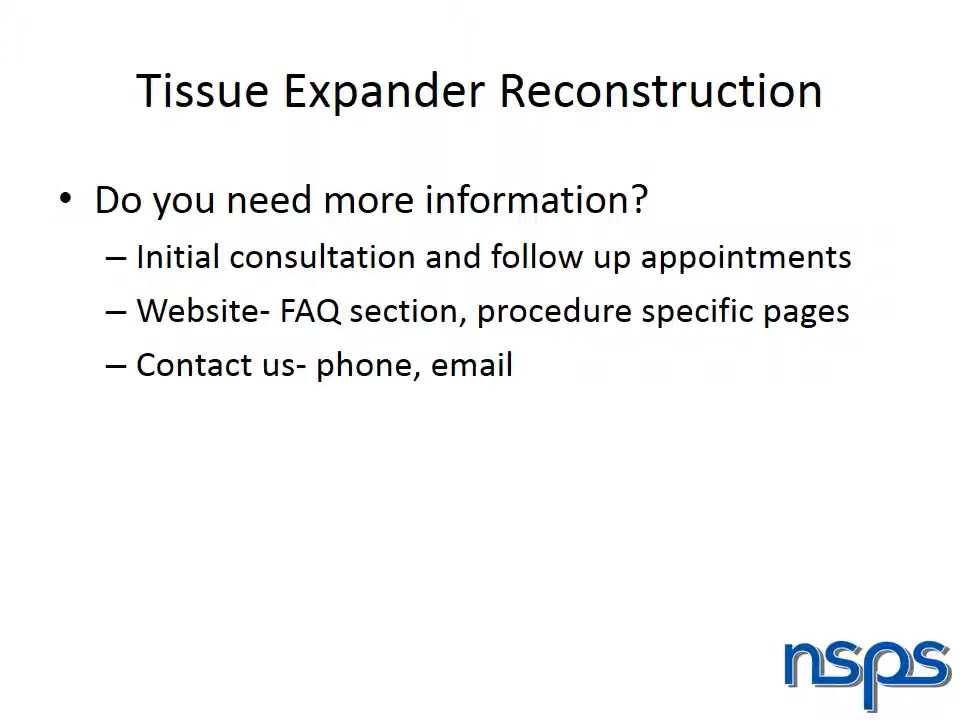 Tissue Expander Reconstruction
• Do you need more information?
– Initial consultation and follow up appointments
– Website- FAQ section, procedure specific pages
– Contact us- phone, email
nsps